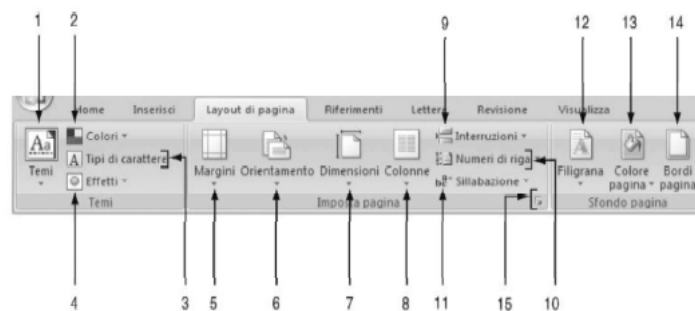 1 2 9 12 13 14
Home Inserisci Layout di pagina Riferimenti Lettere Revisione Visualizza
Aa Colori
A Tipi di carattere
Effetti
Temi
Temi
Margini Orientamento Dimensioni Colonne
Interruzioni
Numeri di riga
Sillabazione
Imposta pagina
Filigrana Colore pagina Bordi pagina
Sfondo pagina
4 3 5 6 7 8 11 15 10